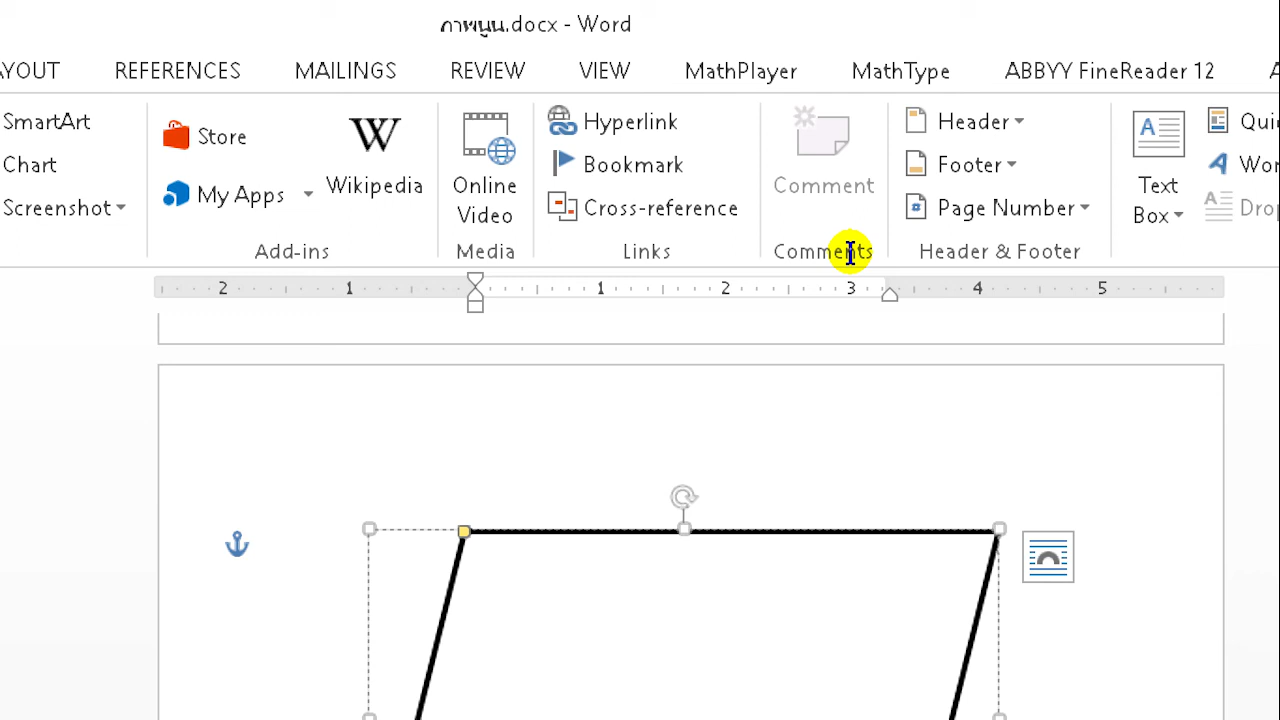 ภาพนูน.docx - Word
REFERENCES MAILINGS REVIEW VIEW MathPlayer MathType ABBYY FineReader 12
SmartArt Store Wikipedia Online Video Hyperlink Comment Header Text Box
Chart My Apps Bookmark Footer
Screenshot Cross-reference Page Number
Add-ins Media Links Comments Header & Footer
2 1 1 2 3 4 5